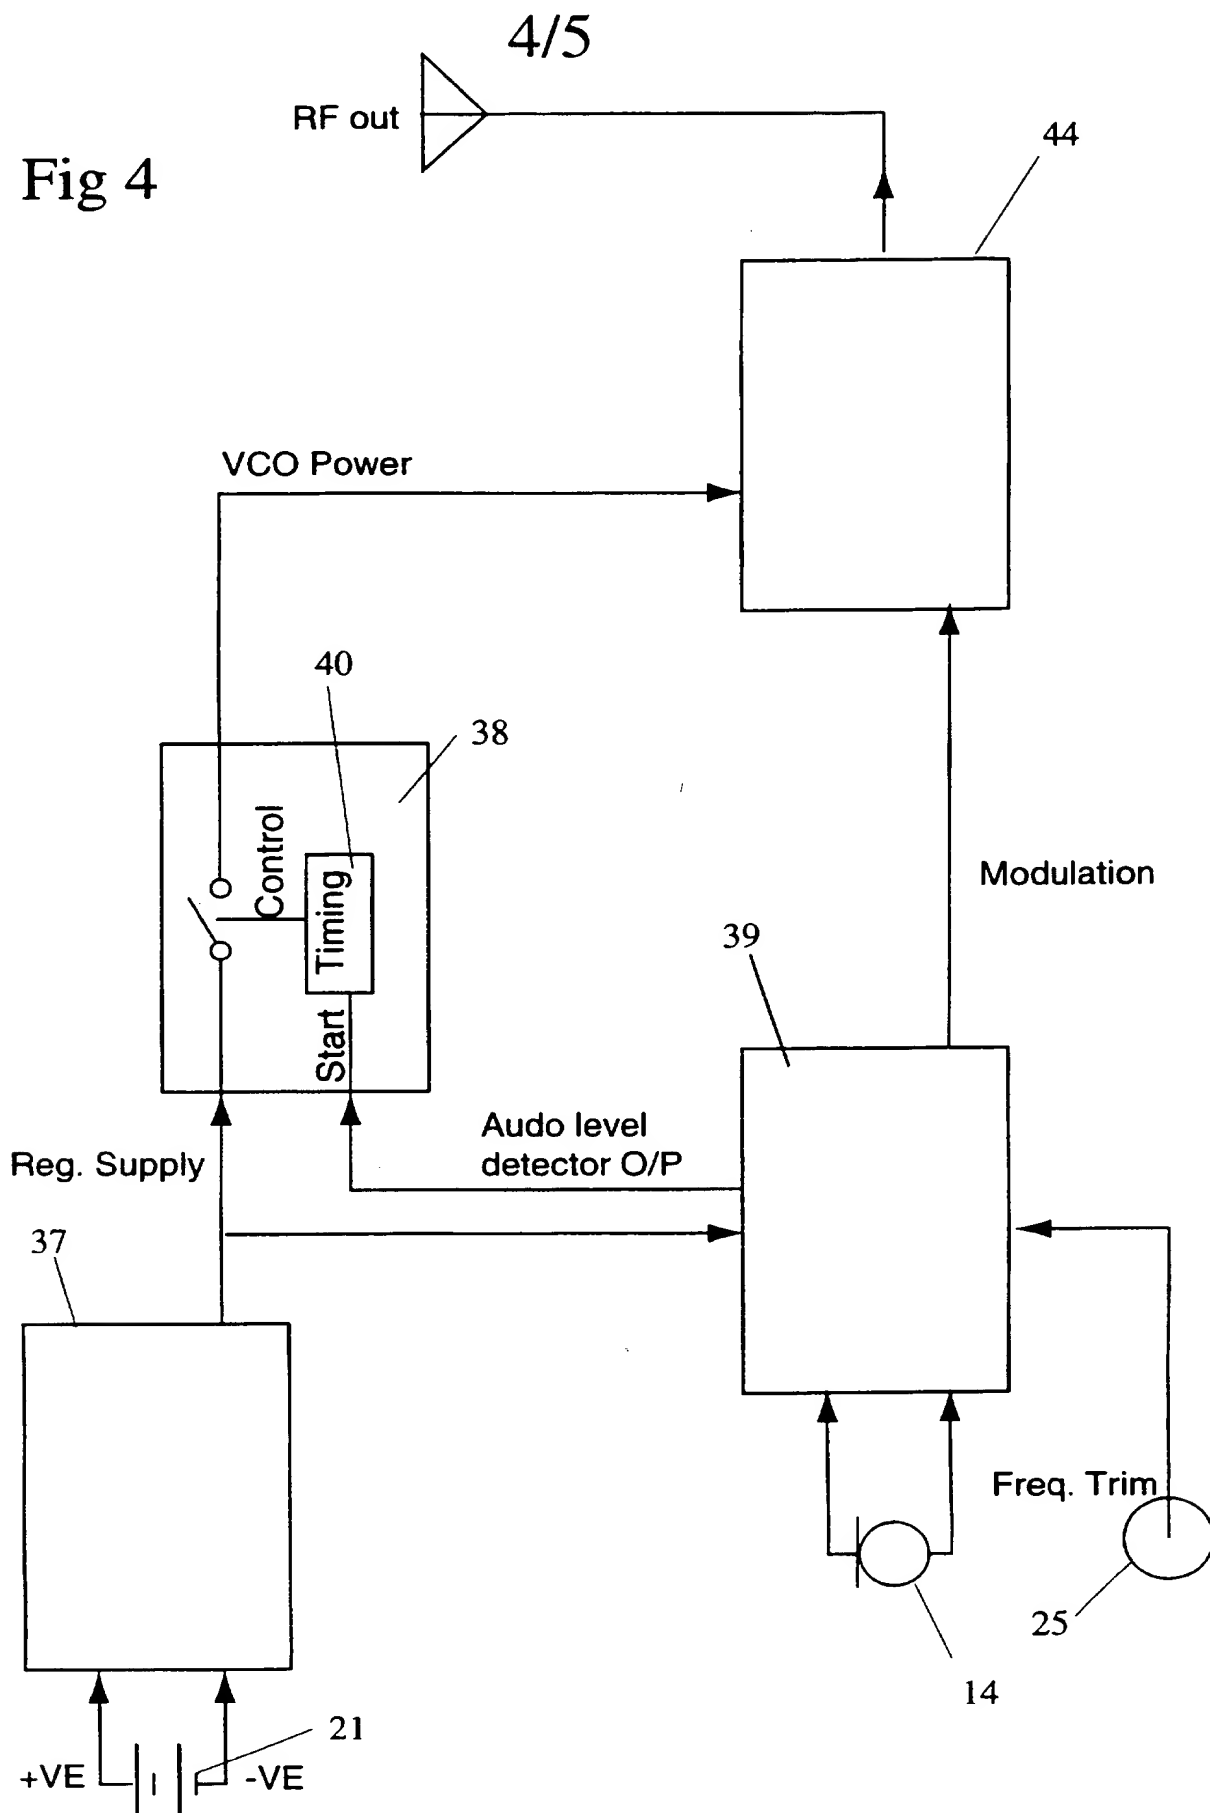 4/5
RF out
44
Fig 4
VCO Power
40
38
Control
Timing
Start
Modulation
39
Audo level
detector O/P
Reg. Supply
37
Freq. Trim
25
14
21
+VE
-VE